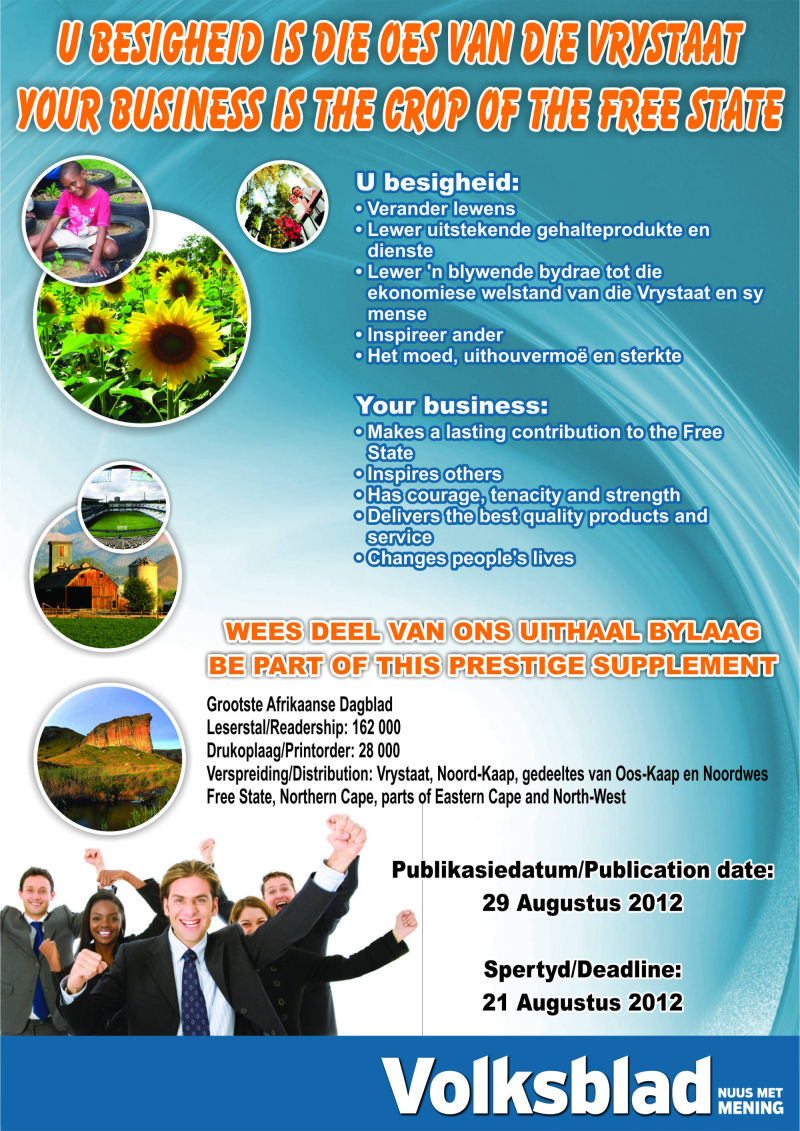 U BESIGHEID IS DIE OES VAN DIE VRYSTAAT
YOUR BUSINESS IS THE CROP OF THE FREE STATE
U besigheid:
• Verander lewens
• Lewer uitstekende gehalteprodukte en
dienste
• Lewer 'n blywende bydrae tot die
ekonomiese welstand van die Vrystaat en sy
mense
• Inspireer ander
• Het moed, uithouvermoë en sterkte
Your business:
• Makes a lasting contribution to the Free
State
• Inspires others
• Has courage, tenacity and strength
• Delivers the best quality products and
service
• Changes people's lives
WEES DEEL VAN ONS UITHAAL BYLAAG
BE PART OF THIS PRESTIGE SUPPLEMENT
Grootste Afrikaanse Dagblad
Leserstal/Readership: 162 000
Drukoplaag/Printorder: 28 000
Verspreiding/Distribution: Vrystaat, Noord-Kaap, gedeeltes van Oos-Kaap en Noordwes
Free State, Northern Cape, parts of Eastern Cape and North-West
Publikasiedatum/Publication date:
29 Augustus 2012
Spertyd/Deadline:
21 Augustus 2012
Volksblad NUUS MET
MENING